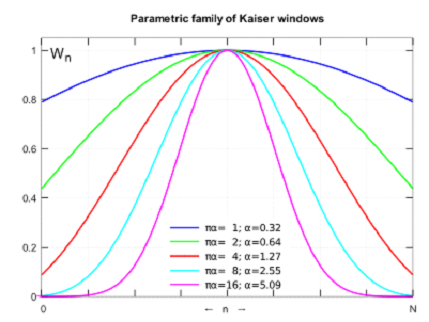 Parametric family of Kaiser windows
1
Wn
0.8
0.6
0.4
0.2
0
πα= 1; α=0.32
πα= 2; α=0.64
πα= 4; α=1.27
πα= 8; α=2.55
πα=16; α=5.09
0 ← n → N